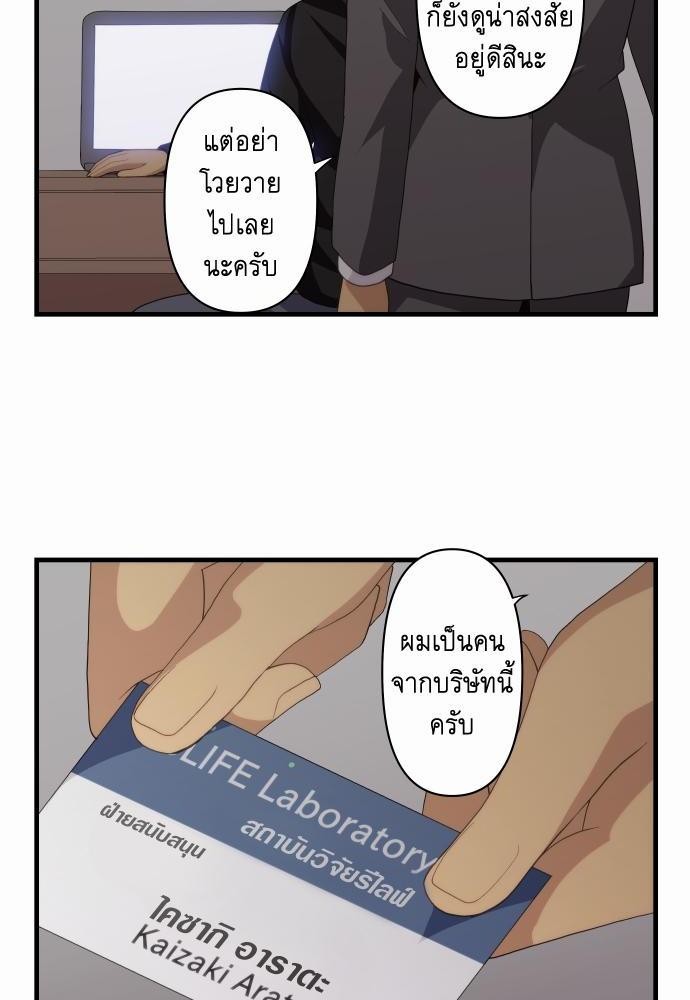 ก็ยังดูน่าสงสัย
อยู่ดีสินะ
แต่อย่า
โวยวาย
ไปเลย
นะครับ
ผมเป็นคน
จากบริษัทนี้
ครับ
LIFE Laboratory
สถาบันวิจัยรีไลฟ์
ฝ่ายสนับสนุน
ไคซากิ อาราตะ
Kaizaki Arat